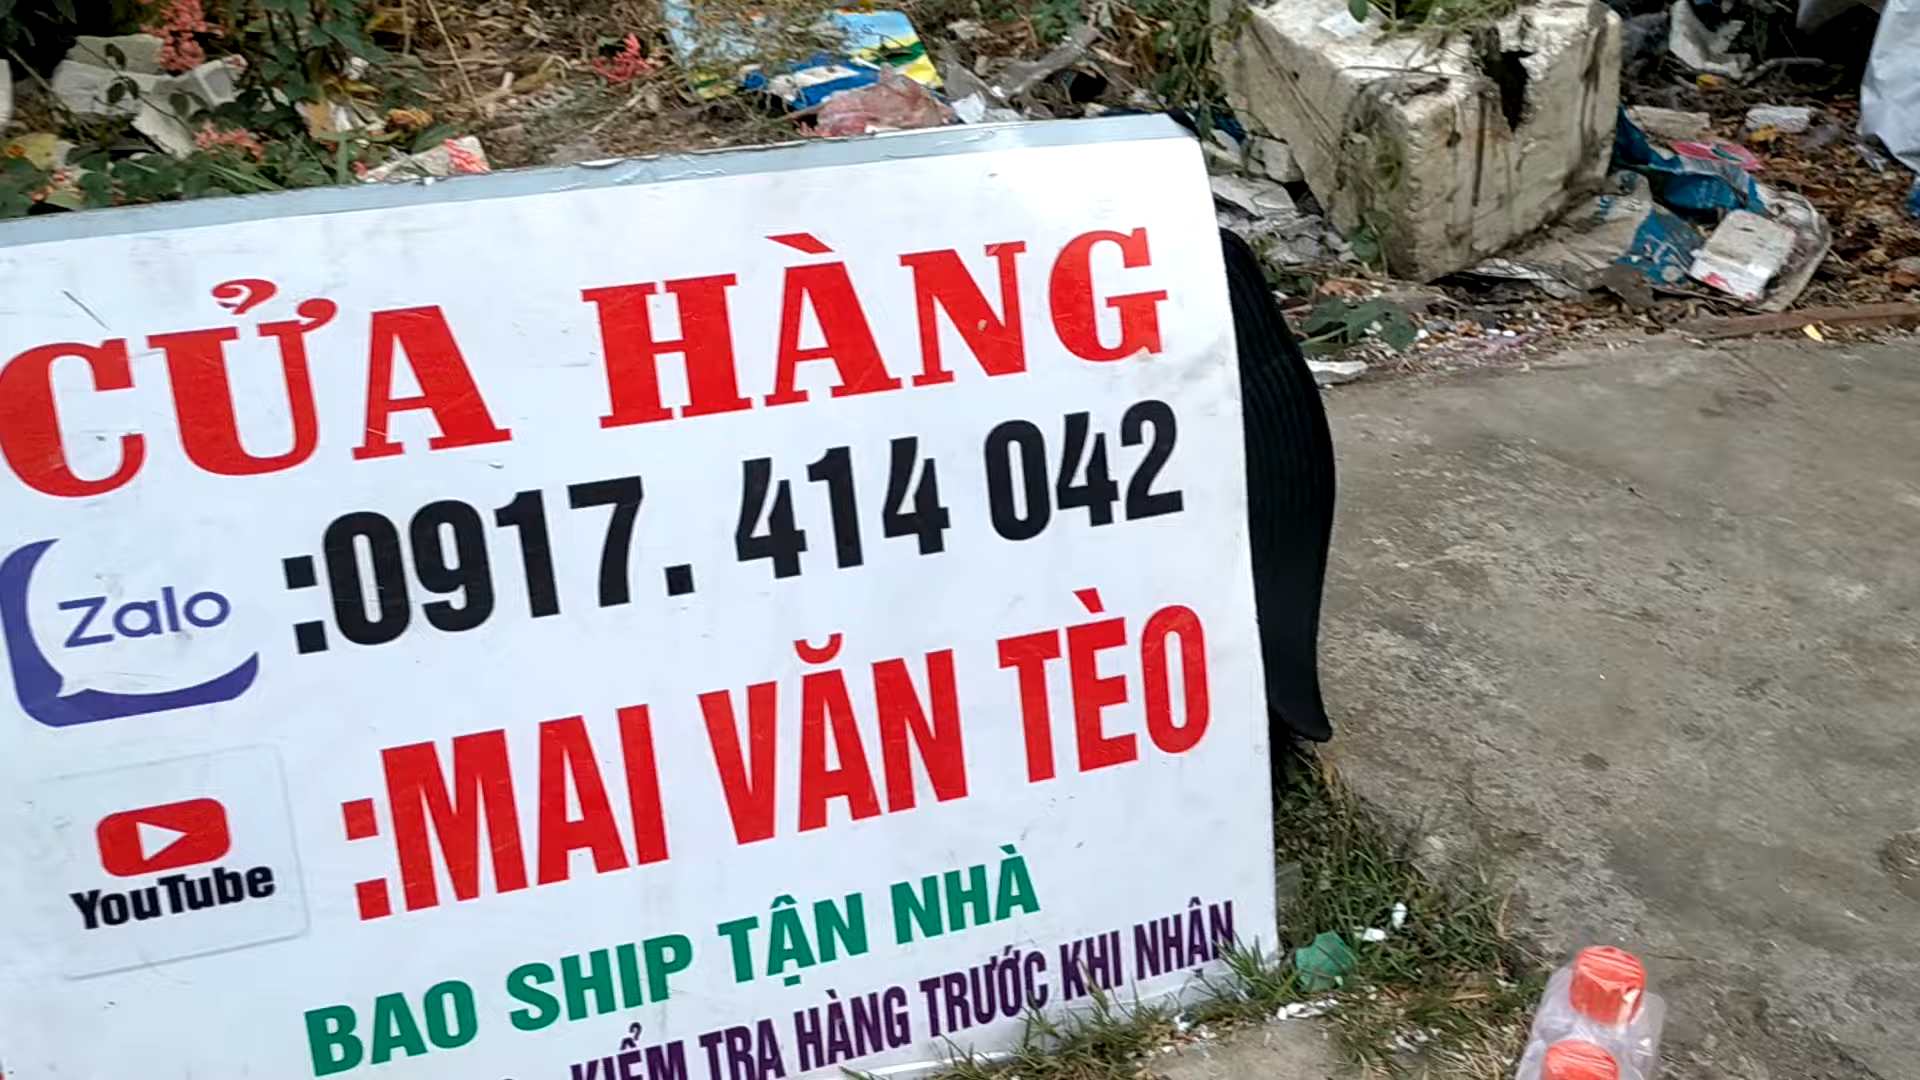 CỬA HÀNG
Zalo :0917. 414 042
YouTube :MAI VĂN TÈO
BAO SHIP TẬN NHÀ
KIỂM TRA HÀNG TRƯỚC KHI NHẬN